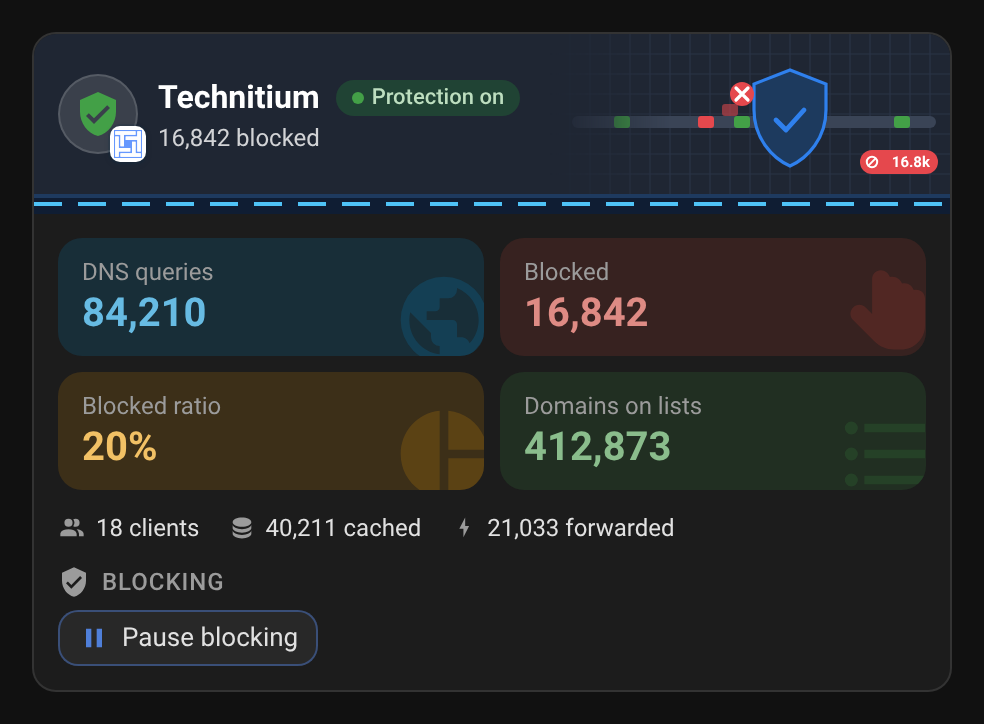 Technitium
Protection on
16,842 blocked
16.8k
DNS queries
84,210
Blocked
16,842
Blocked ratio
20%
Domains on lists
412,873
18 clients
40,211 cached
21,033 forwarded
BLOCKING
Pause blocking